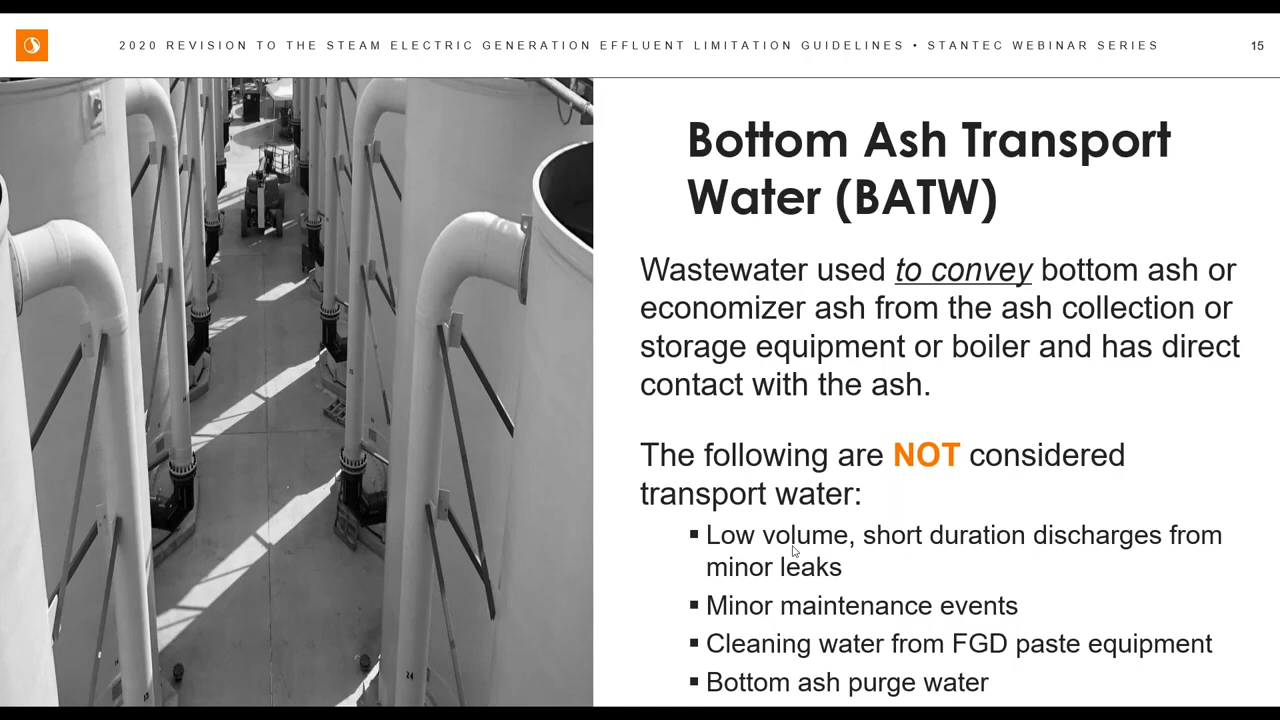 2020 REVISION TO THE STEAM ELECTRIC GENERATION EFFLUENT LIMITATION GUIDELINES • STANTEC WEBINAR SERIES 15
Bottom Ash Transport
Water (BATW)
Wastewater used to convey bottom ash or
economizer ash from the ash collection or
storage equipment or boiler and has direct
contact with the ash.
The following are NOT considered
transport water:
▪ Low volume, short duration discharges from
minor leaks
▪ Minor maintenance events
▪ Cleaning water from FGD paste equipment
▪ Bottom ash purge water
24